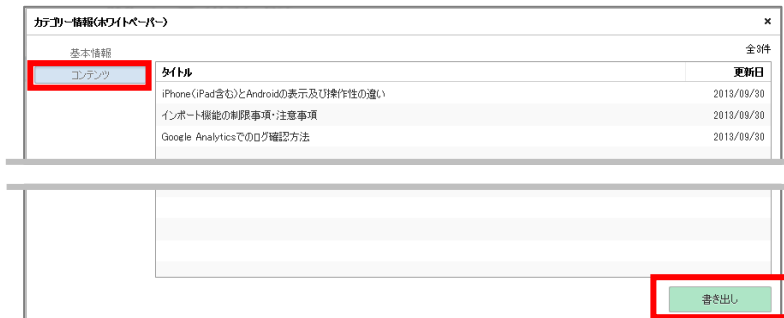 カテゴリー情報(ホワイトペーパー) ×
基本情報
全3件
コンテンツ
タイトル 更新日
iPhone(iPad含む)とAndroidの表示及び操作性の違い 2013/09/30
インポート機能の制限事項・注意事項 2013/09/30
Google Analyticsでのログ確認方法 2013/09/30
書き出し